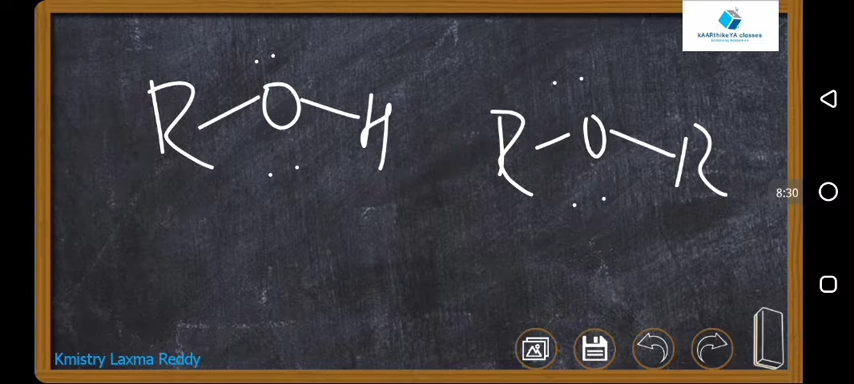 kAARthikeYA classes
R-O-H
R-O-R
8:30
Kmistry Laxma Reddy